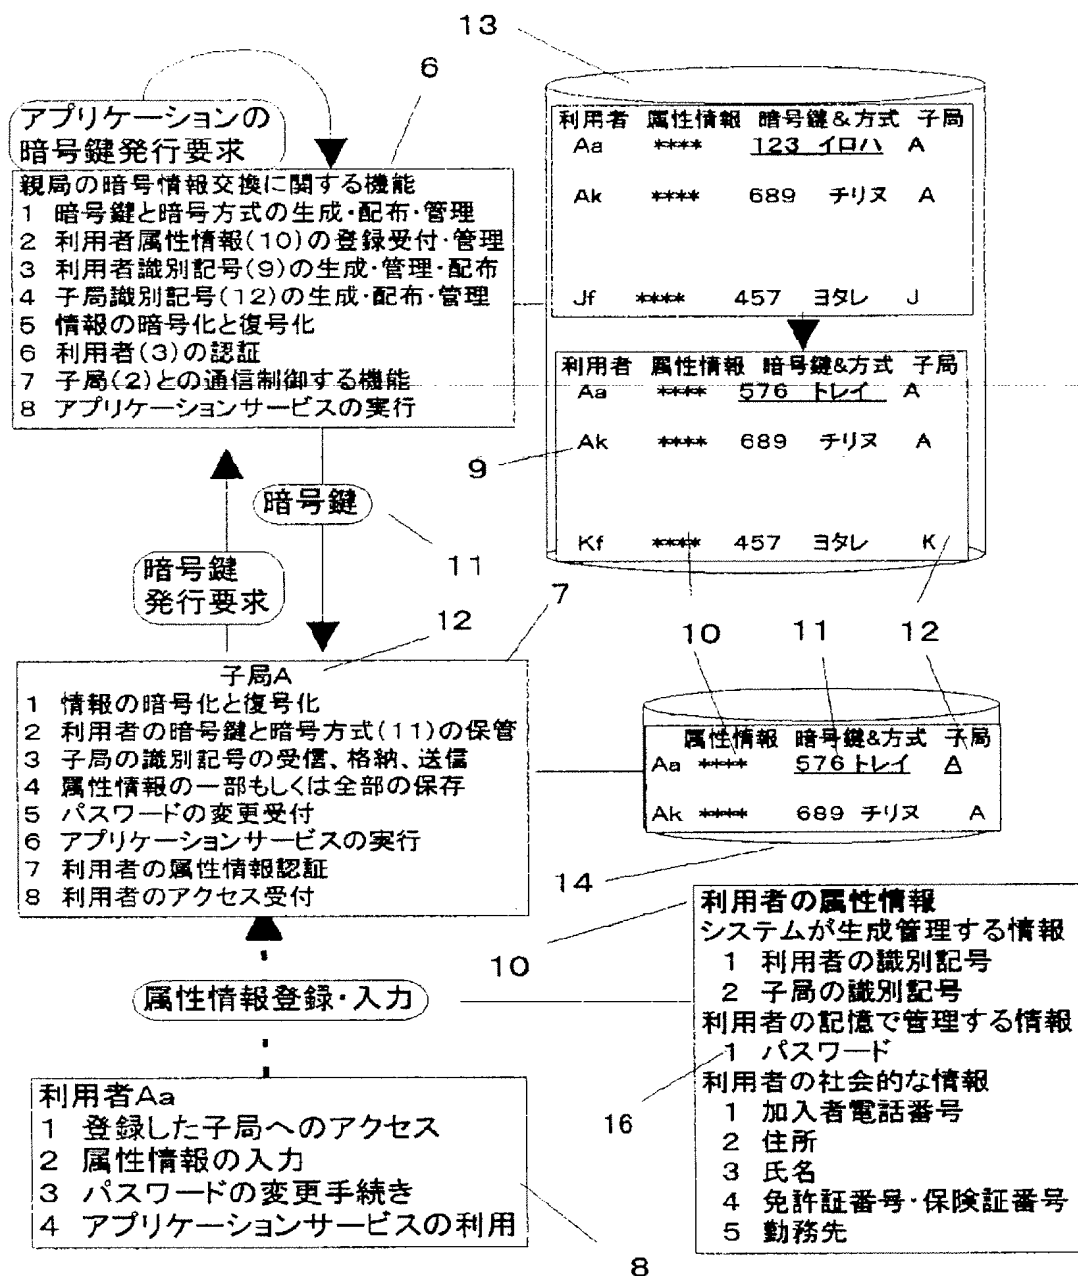 13
6
アプリケーションの
暗号鍵発行要求
親局の暗号情報交換に関する機能
1 暗号鍵と暗号方式の生成・配布・管理
2 利用者属性情報(10)の登録受付・管理
3 利用者識別記号(9)の生成・管理・配布
4 子局識別記号(12)の生成・配布・管理
5 情報の暗号化と復号化
6 利用者(3)の認証
7 子局(2)との通信制御する機能
8 アプリケーションサービスの実行
利用者 属性情報 暗号鍵&方式 子局
Aa **** 123 イロハ A
Ak **** 689 チリヌ A
Jf **** 457 ヨタレ J
利用者 属性情報 暗号鍵&方式 子局
Aa **** 576 トレイ A
Ak **** 689 チリヌ A
Kf **** 457 ヨタレ K
9
暗号鍵
11
暗号鍵
発行要求
7
12
10 11 12
子局A
1 情報の暗号化と復号化
2 利用者の暗号鍵と暗号方式(11)の保管
3 子局の識別記号の受信、格納、送信
4 属性情報の一部もしくは全部の保存
5 パスワードの変更受付
6 アプリケーションサービスの実行
7 利用者の属性情報認証
8 利用者のアクセス受付
属性情報 暗号鍵&方式 子局
Aa **** 576 トレイ A
Ak **** 689 チリヌ A
14
10
属性情報登録・入力
利用者の属性情報
システムが生成管理する情報
1 利用者の識別記号
2 子局の識別記号
利用者の記憶で管理する情報
1 パスワード
利用者の社会的な情報
1 加入者電話番号
2 住所
3 氏名
4 免許証番号・保険証番号
5 勤務先
16
利用者Aa
1 登録した子局へのアクセス
2 属性情報の入力
3 パスワードの変更手続き
4 アプリケーションサービスの利用
8